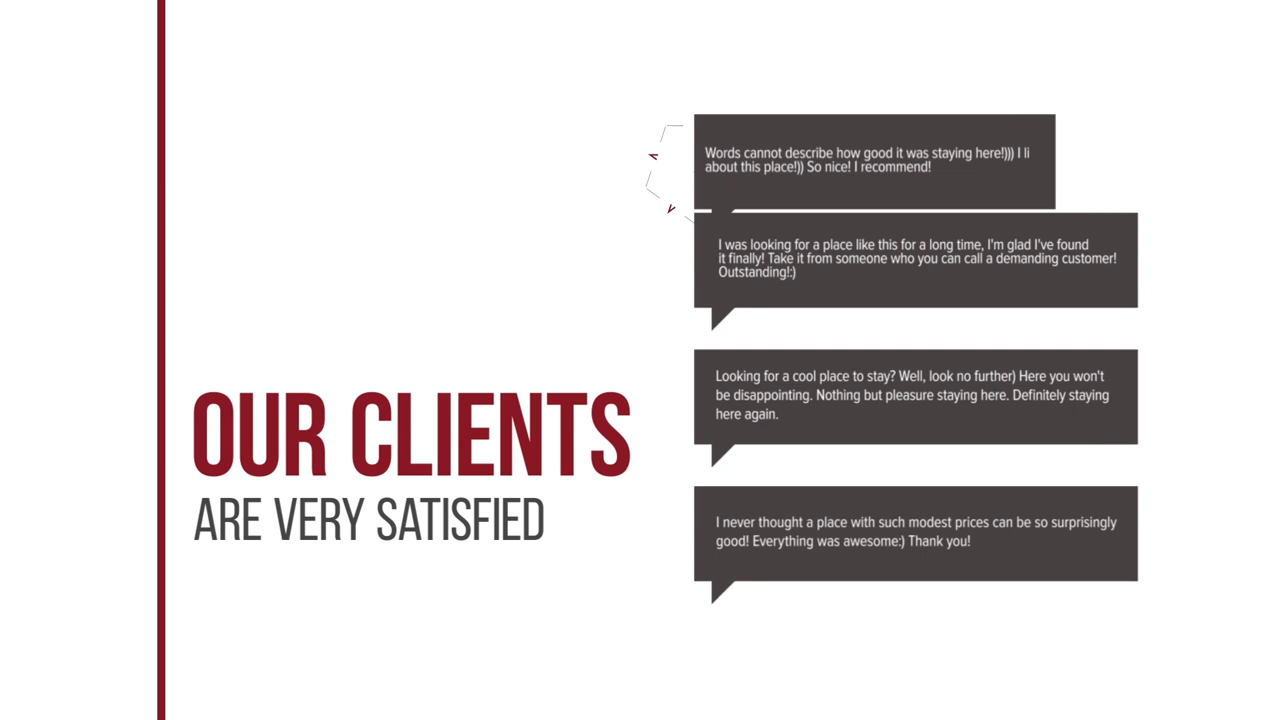 Words cannot describe how good it was staying here!))) I li
about this place!)) So nice! I recommend!
I was looking for a place like this for a long time, I'm glad I've found
it finally! Take it from someone who you can call a demanding customer!
Outstanding!:)
Looking for a cool place to stay? Well, look no further) Here you won't
be disappointing. Nothing but pleasure staying here. Definitely staying
here again.
I never thought a place with such modest prices can be so surprisingly
good! Everything was awesome:) Thank you!
OUR CLIENTS
ARE VERY SATISFIED